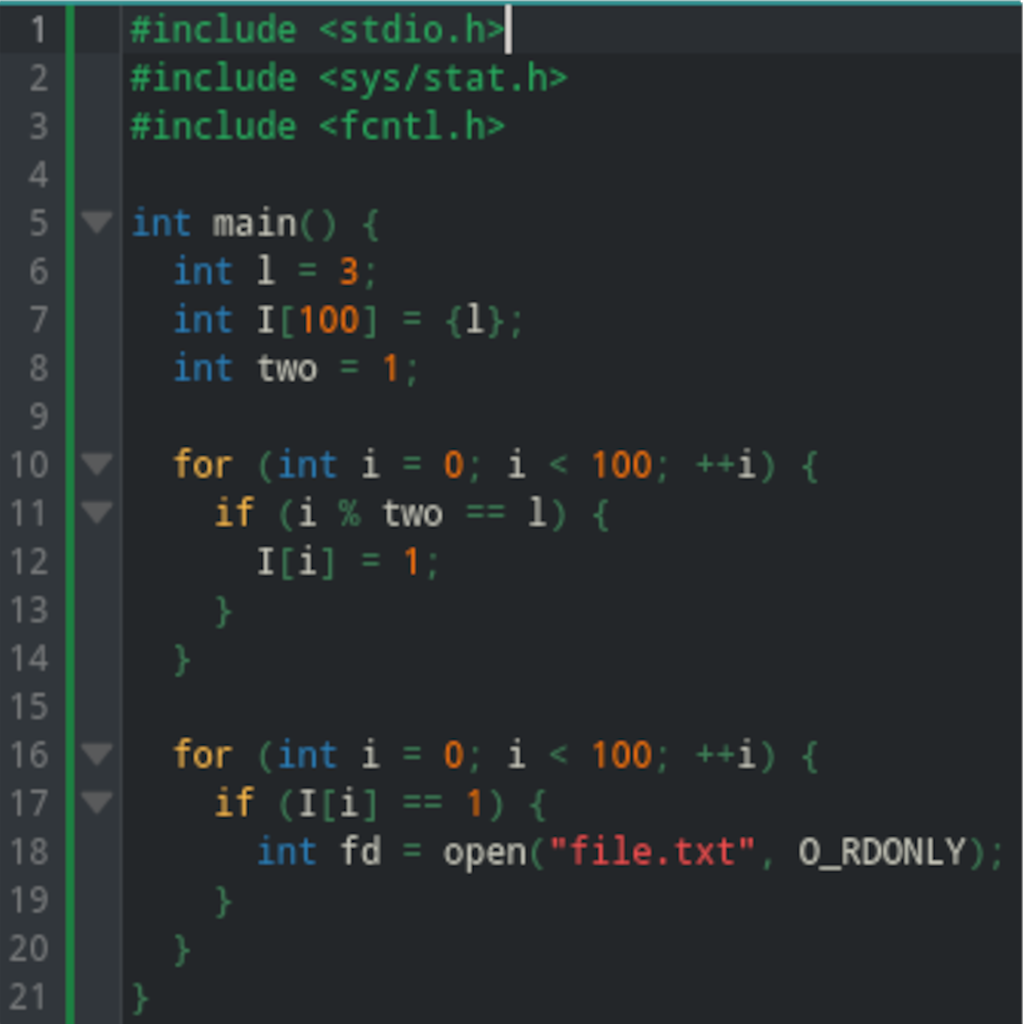 1 #include <stdio.h>
2 #include <sys/stat.h>
3 #include <fcntl.h>
4
5 int main() {
6   int l = 3;
7   int I[100] = {l};
8   int two = 1;
9
10   for (int i = 0; i < 100; ++i) {
11     if (i % two == l) {
12       I[i] = 1;
13     }
14   }
15
16   for (int i = 0; i < 100; ++i) {
17     if (I[i] == 1) {
18       int fd = open("file.txt", O_RDONLY);
19     }
20   }
21 }